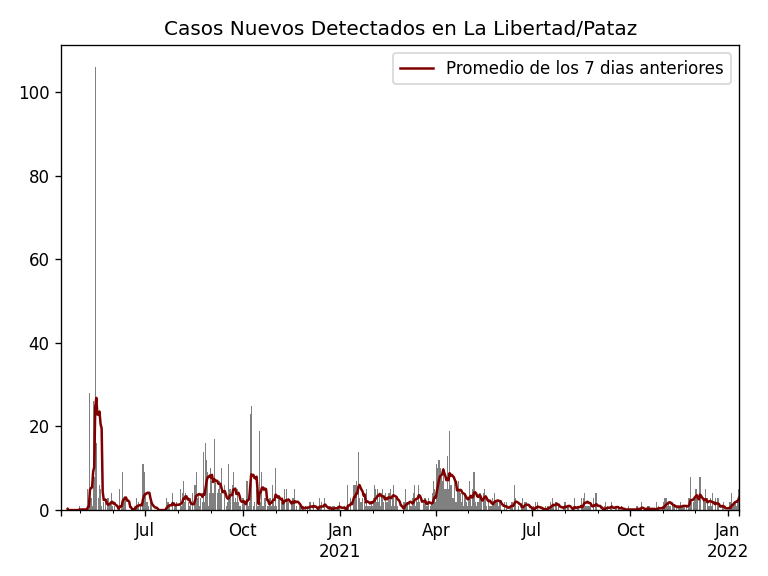 Casos Nuevos Detectados en La Libertad/Pataz
Promedio de los 7 dias anteriores
100
80
60
40
20
0
Jul
Oct
Jan
2021
Apr
Jul
Oct
Jan
2022